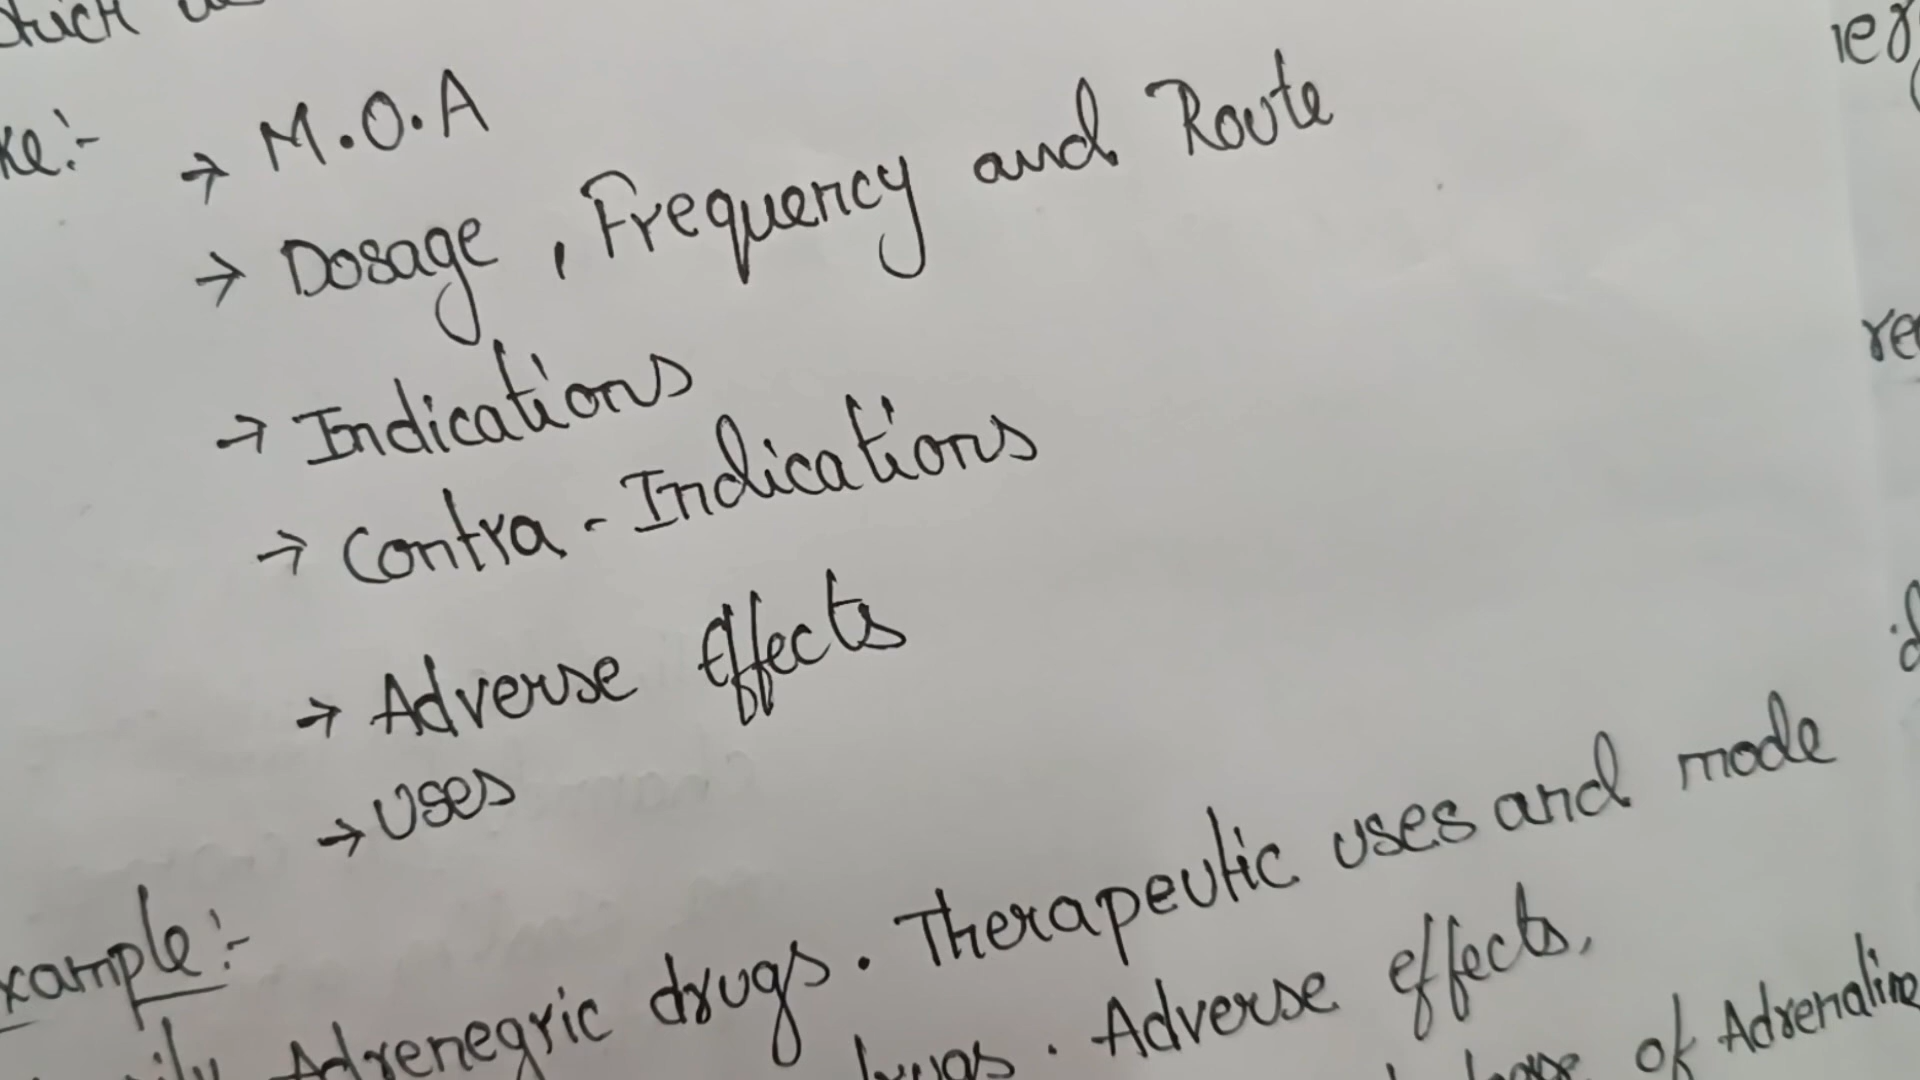 → M.O.A
→ Dosage, Frequency and Route
→ Indications
→ Contra-Indications
→ Adverse effects
→ Uses
xample:-
Adrenegric drugs. Therapeutic uses and mode
Adverse effects.
of Adrenaline